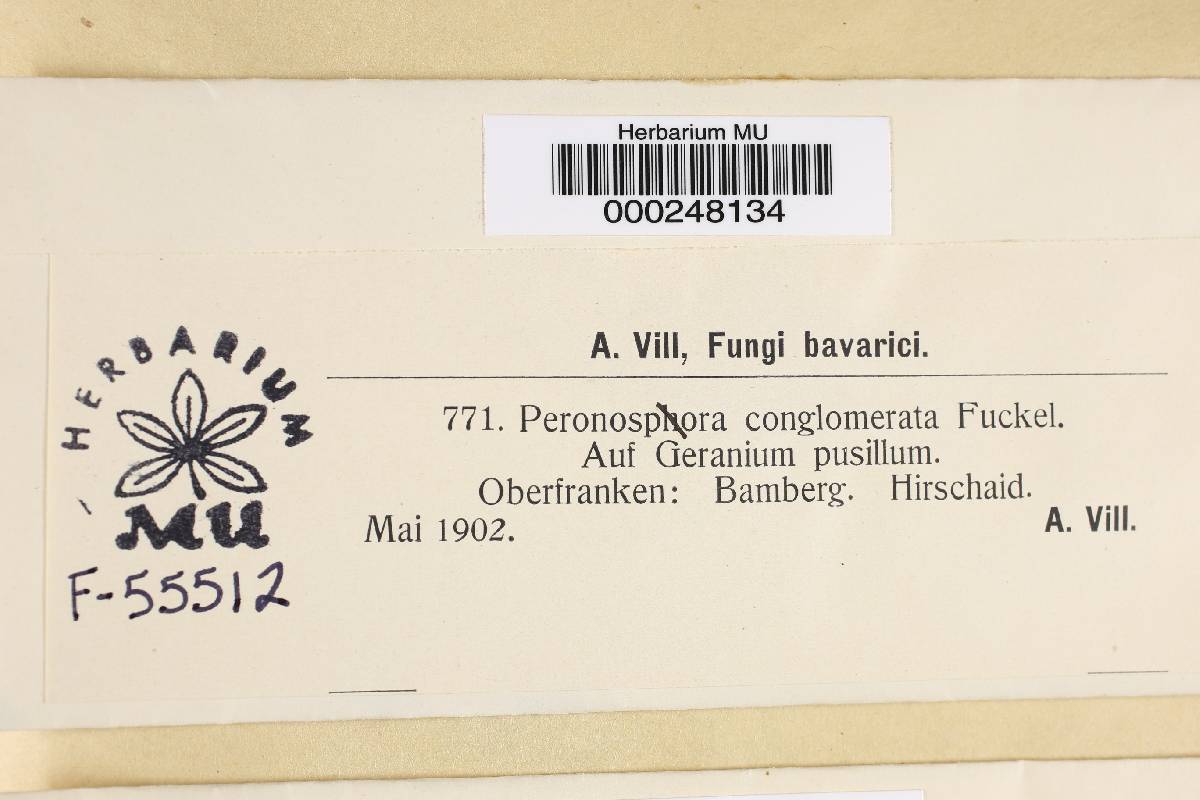 Herbarium MU
000248134
HERBARIUM
MU
F-55512
A. Vill, Fungi bavarici.
771. Peronosphora conglomerata Fuckel.
Auf Geranium pusillum.
Oberfranken: Bamberg. Hirschaid.
Mai 1902.
A. Vill.